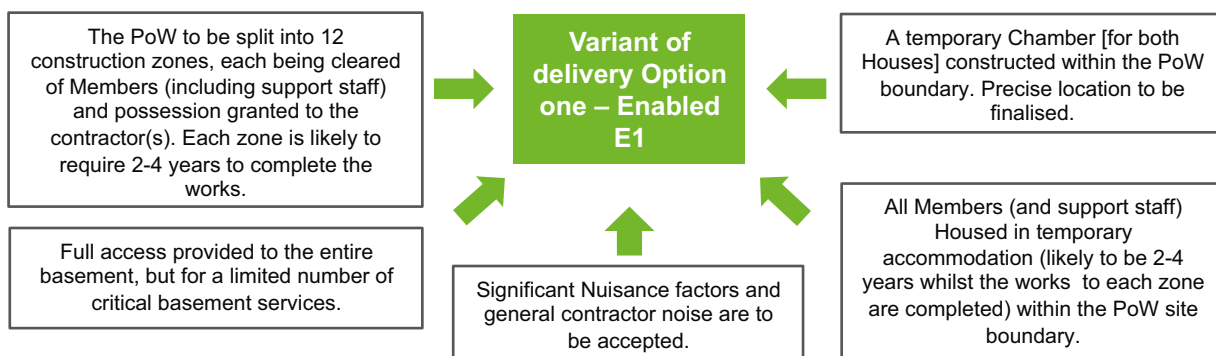 The PoW to be split into 12
construction zones, each being cleared
of Members (including support staff)
and possession granted to the
contractor(s). Each zone is likely to
require 2-4 years to complete the
works.
Full access provided to the entire
basement, but for a limited number of
critical basement services.
Variant of
delivery Option
one – Enabled
E1
Significant Nuisance factors and
general contractor noise are to
be accepted.
A temporary Chamber [for both
Houses] constructed within the PoW
boundary. Precise location to be
finalised.
All Members (and support staff)
Housed in temporary
accommodation (likely to be 2-4
years whilst the works to each zone
are completed) within the PoW site
boundary.